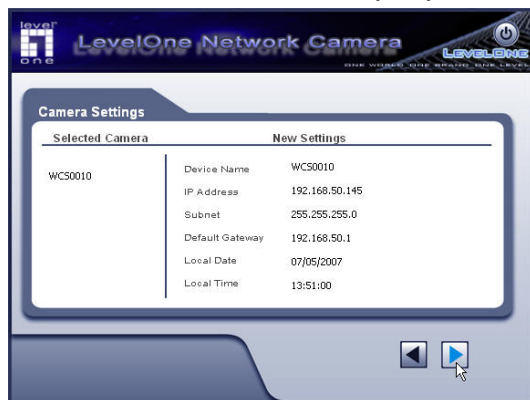 level one
LevelOne Network Camera
LEVELONE
ONE WORLD ONE BRAND ONE LEVEL
Camera Settings
Selected Camera
New Settings
WCS0010
Device Name WCS0010
IP Address 192.168.50.145
Subnet 255.255.255.0
Default Gateway 192.168.50.1
Local Date 07/05/2007
Local Time 13:51:00